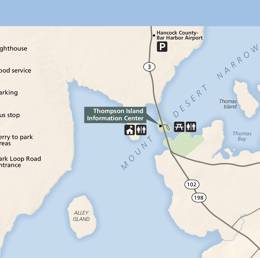 Hancock County-
Bar Harbor Airport
P
ghthouse
ood service
3
arking
Thompson Island
Information Center
us stop
MOUNT DESERT NARROW
Thomas
Island
Thomas
Bay
erry to park
reas
ark Loop Road
ntrance
102
198
ALLEY
ISLAND